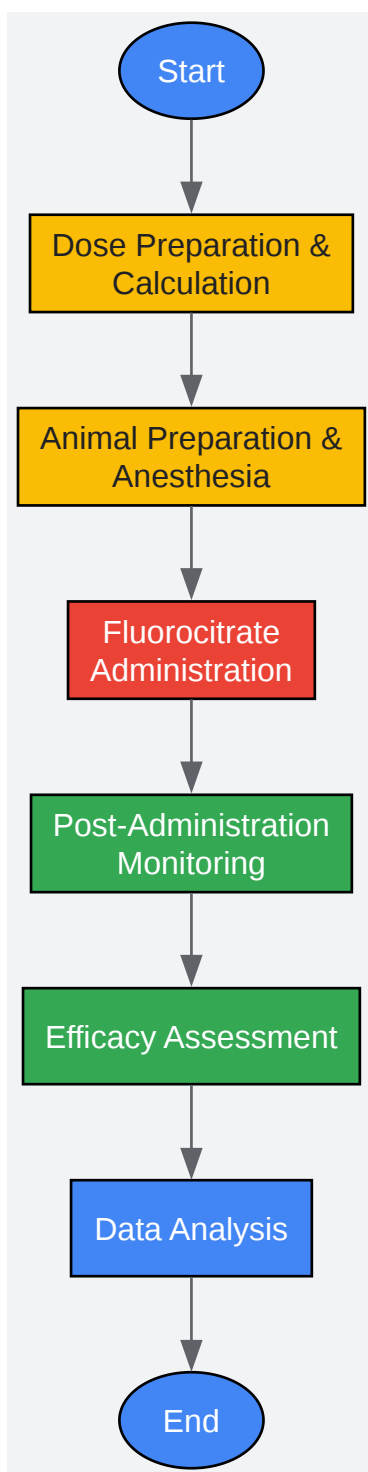 Start
Dose Preparation &
Calculation
Animal Preparation &
Anesthesia
Fluorocitrate
Administration
Post-Administration
Monitoring
Efficacy Assessment
Data Analysis
End